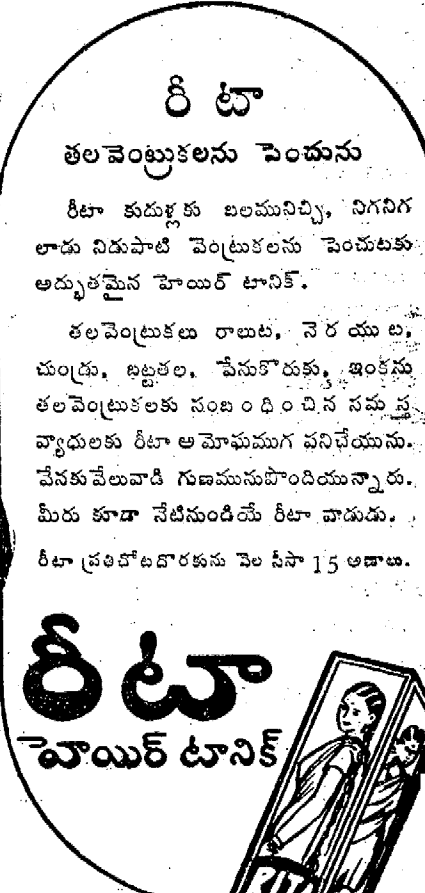 రీ టా
తలవెంట్రుకలను పెంచును
రీటా కుదుళ్లకు బలమునిచ్చి, నిగనిగ
లాడు నిడుపాటి వెంట్రుకలను పెంచుటకు
అద్భుతమైన హెయిర్ టానిక్.
తలవెంట్రుకలు రాలుట, నెరయుట,
చుండ్రు, బట్టతల, పేనుకొరుకు, ఇంకను
తలవెంట్రుకలకు సంబంధించిన సమస్త
వ్యాధులకు రీటా అమోఘముగ పనిచేయును.
వేనకువేలువాడి గుణమునుపొందియున్నారు.
మీరు కూడా నేటినుండియే రీటా వాడుడు.
రీటా ప్రతిచోటదొరకును వెల సీసా 15 అణాలు.
రీటా
హెయిర్ టానిక్
RITA